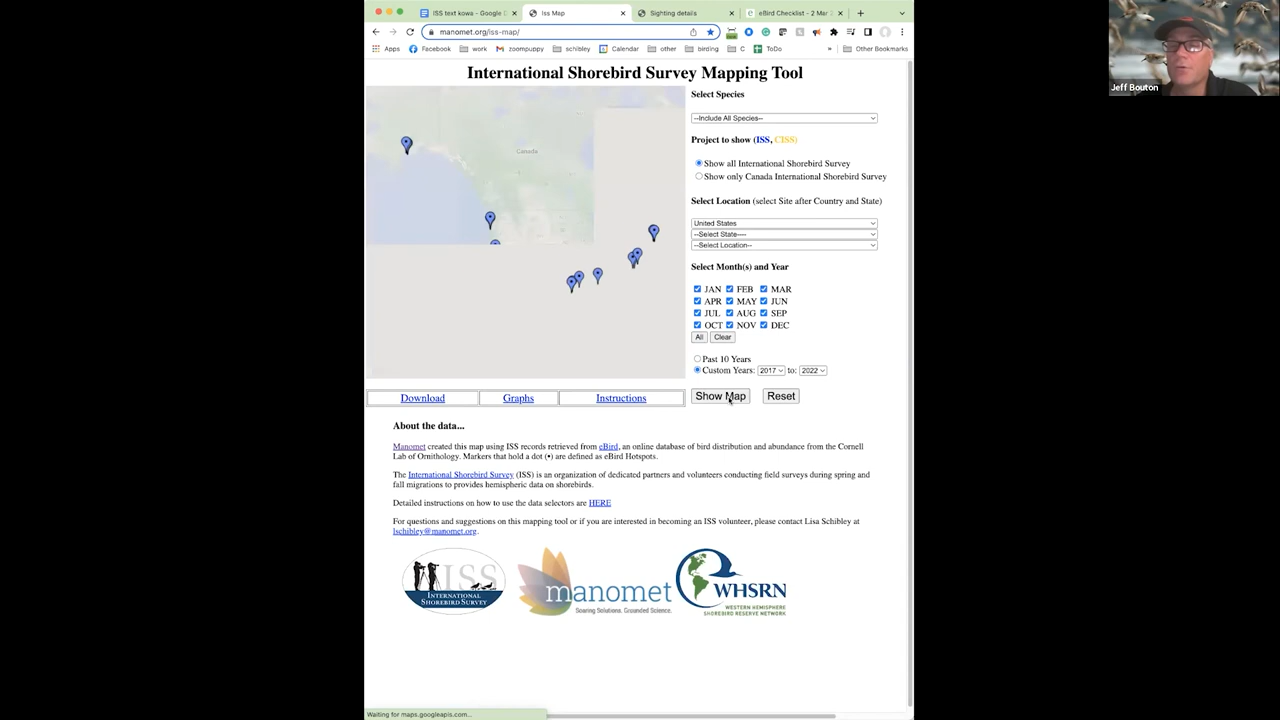 ISS text kowa - Google D
Iss Map
Sighting details
eBird Checklist - 2 Mar 2
manomet.org/iss-map/
Apps
Facebook
work
zoompuppy
schibley
Calendar
other
birding
C
ToDo
»
Other Bookmarks
Jeff Bouton
International Shorebird Survey Mapping Tool
Canada
Select Species
--Include All Species--
Project to show (ISS, CISS)
Show all International Shorebird Survey
Show only Canada International Shorebird Survey
Select Location (select Site after Country and State)
United States
--Select State----
--Select Location--
Select Month(s) and Year
JAN FEB MAR
APR MAY JUN
JUL AUG SEP
OCT NOV DEC
All Clear
Past 10 Years
Custom Years: 2017 to: 2022
Download Graphs Instructions
Show Map Reset
About the data...
Manomet created this map using ISS records retrieved from eBird, an online database of bird distribution and abundance from the Cornell
Lab of Ornithology. Markers that hold a dot (•) are defined as eBird Hotspots.
The International Shorebird Survey (ISS) is an organization of dedicated partners and volunteers conducting field surveys during spring and
fall migrations to provides hemispheric data on shorebirds.
Detailed instructions on how to use the data selectors are HERE
For questions and suggestions on this mapping tool or if you are interested in becoming an ISS volunteer, please contact Lisa Schibley at
lschibley@manomet.org.
ISS
INTERNATIONAL
SHOREBIRD SURVEY
manomet
Soaring Solutions. Grounded Science.
WHSRN
WESTERN HEMISPHERE
SHOREBIRD RESERVE NETWORK
Waiting for maps.googleapis.com...